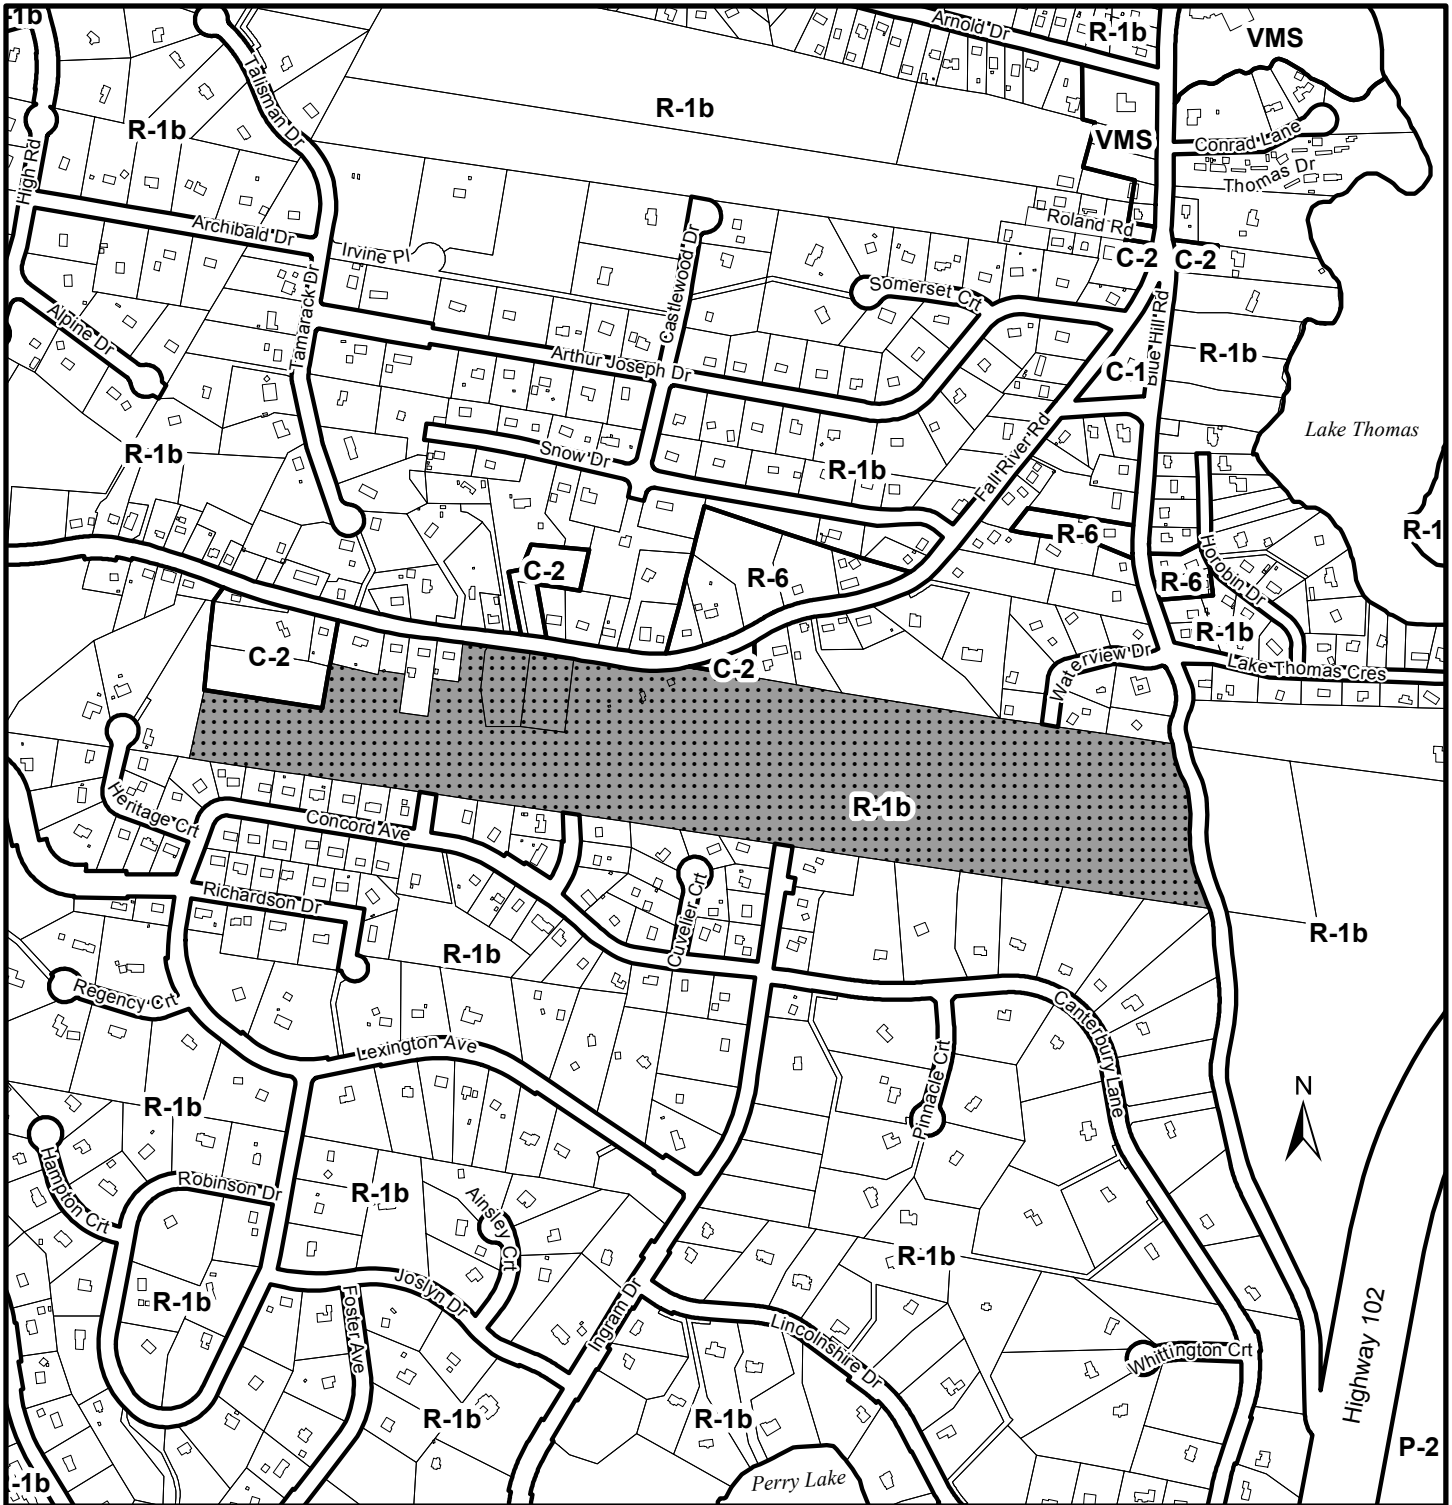 -1b
R-1b
Arnold Dr
R-1b
VMS
Talisman Dr
R-1b
VMS
Conrad Lane
Thomas Dr
High Rd
Archibald Dr
Irvine Pl
Castlewood Dr
Roland Rd
C-2
C-2
Somerset Crt
Tamarack Dr
Alpine Dr
Arthur Joseph Dr
Blue Hill Rd
R-1b
C-1
Lake Thomas
R-1b
Snow Dr
R-1b
Fall River Rd
R-6
R-1
C-2
R-6
R-6
Horobin Dr
R-1b
C-2
C-2
Waterview Dr
Lake Thomas Cres
Heritage Crt
Concord Ave
R-1b
Richardson Dr
Cuvelier Crt
R-1b
R-1b
Regency Crt
Lexington Ave
Canterbury Lane
Pinnacle Crt
N
R-1b
Hampton Crt
Robinson Dr
R-1b
Ainsley Crt
R-1b
R-1b
Joslyn Dr
Foster Ave
Ingram Dr
Lincolnshire Dr
Whittington Crt
Highway 102
R-1b
R-1b
P-2
-1b
Perry Lake